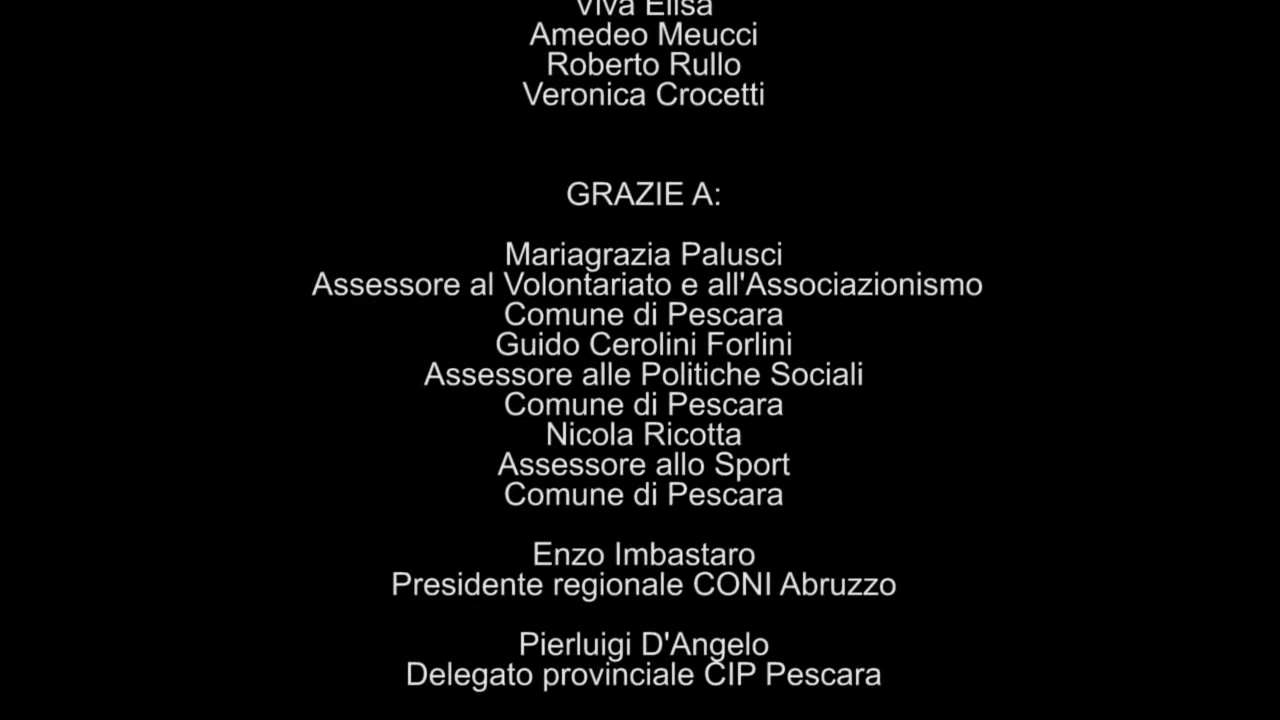 Viva Elisa
Amedeo Meucci
Roberto Rullo
Veronica Crocetti
GRAZIE A:
Mariagrazia Palusci
Assessore al Volontariato e all'Associazionismo
Comune di Pescara
Guido Cerolini Forlini
Assessore alle Politiche Sociali
Comune di Pescara
Nicola Ricotta
Assessore allo Sport
Comune di Pescara
Enzo Imbastaro
Presidente regionale CONI Abruzzo
Pierluigi D'Angelo
Delegato provinciale CIP Pescara